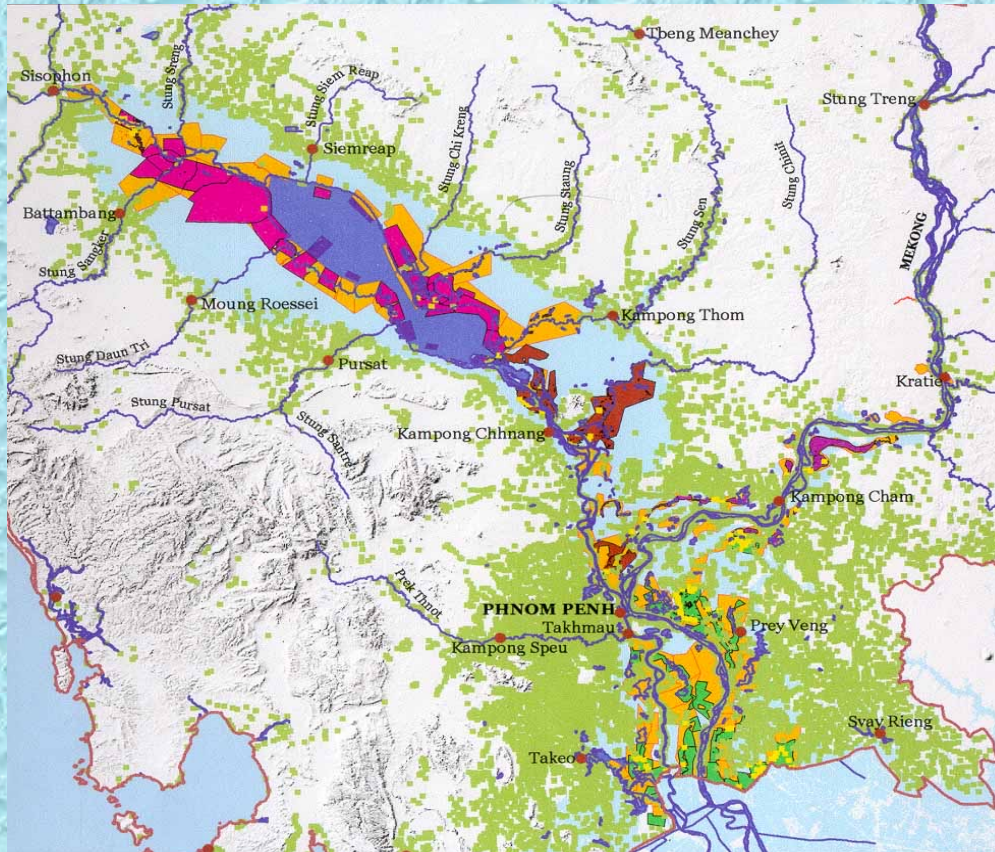 Tbeng Meanchey
Sisophon
Stung Sreng
Stung Siem Reap
Stung Treng
Siemreap
Stung Chi Kreng
Stung Staung
Stung Sen
Stung Chinit
Battambang
MEKONG
Stung Sangker
Moung Roessei
Kampong Thom
Stung Daun Tri
Pursat
Kratie
Stung Pursat
Stung Santre
Kampong Chhnang
Kampong Cham
Prek Thnot
PHNOM PENH
Takhmau
Prey Veng
Kampong Speu
Svay Rieng
Takeo